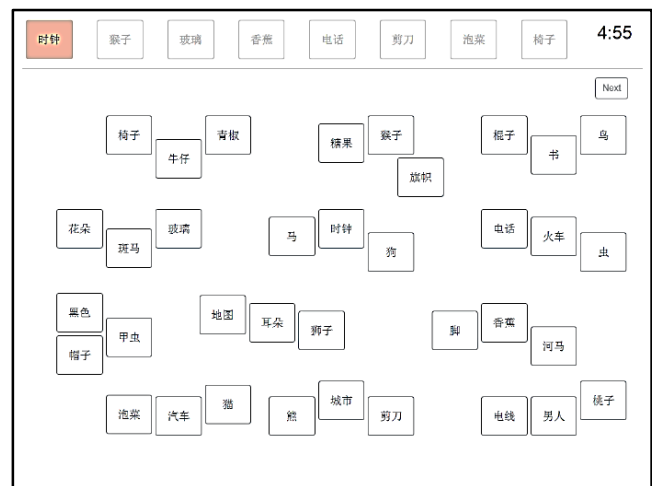 时钟 猴子 玻璃 香蕉 电话 剪刀 泡菜 椅子 4:55
Next
椅子 牛仔 青椒
糖果 猴子 旗帜
棍子 书 鸟
花朵 斑马 玻璃
马 时钟 狗
电话 火车 虫
黑色 帽子 甲虫
地图 耳朵 狮子
脚 香蕉 河马
泡菜 汽车 猫
熊 城市 剪刀
电线 男人 桃子